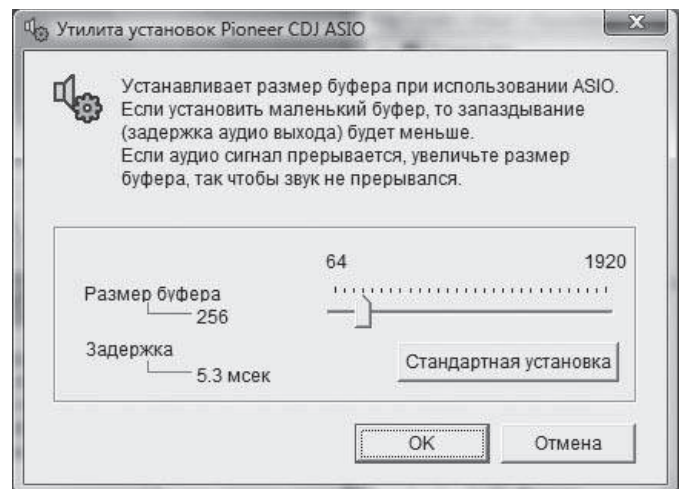 Утилита установок Pioneer CDJ ASIO
Устанавливает размер буфера при использовании ASIO.
Если установить маленький буфер, то запаздывание
(задержка аудио выхода) будет меньше.
Если аудио сигнал прерывается, увеличьте размер
буфера, так чтобы звук не прерывался.
64 1920
Размер буфера
256
Задержка
5.3 мсек
Стандартная установка
OK Отмена